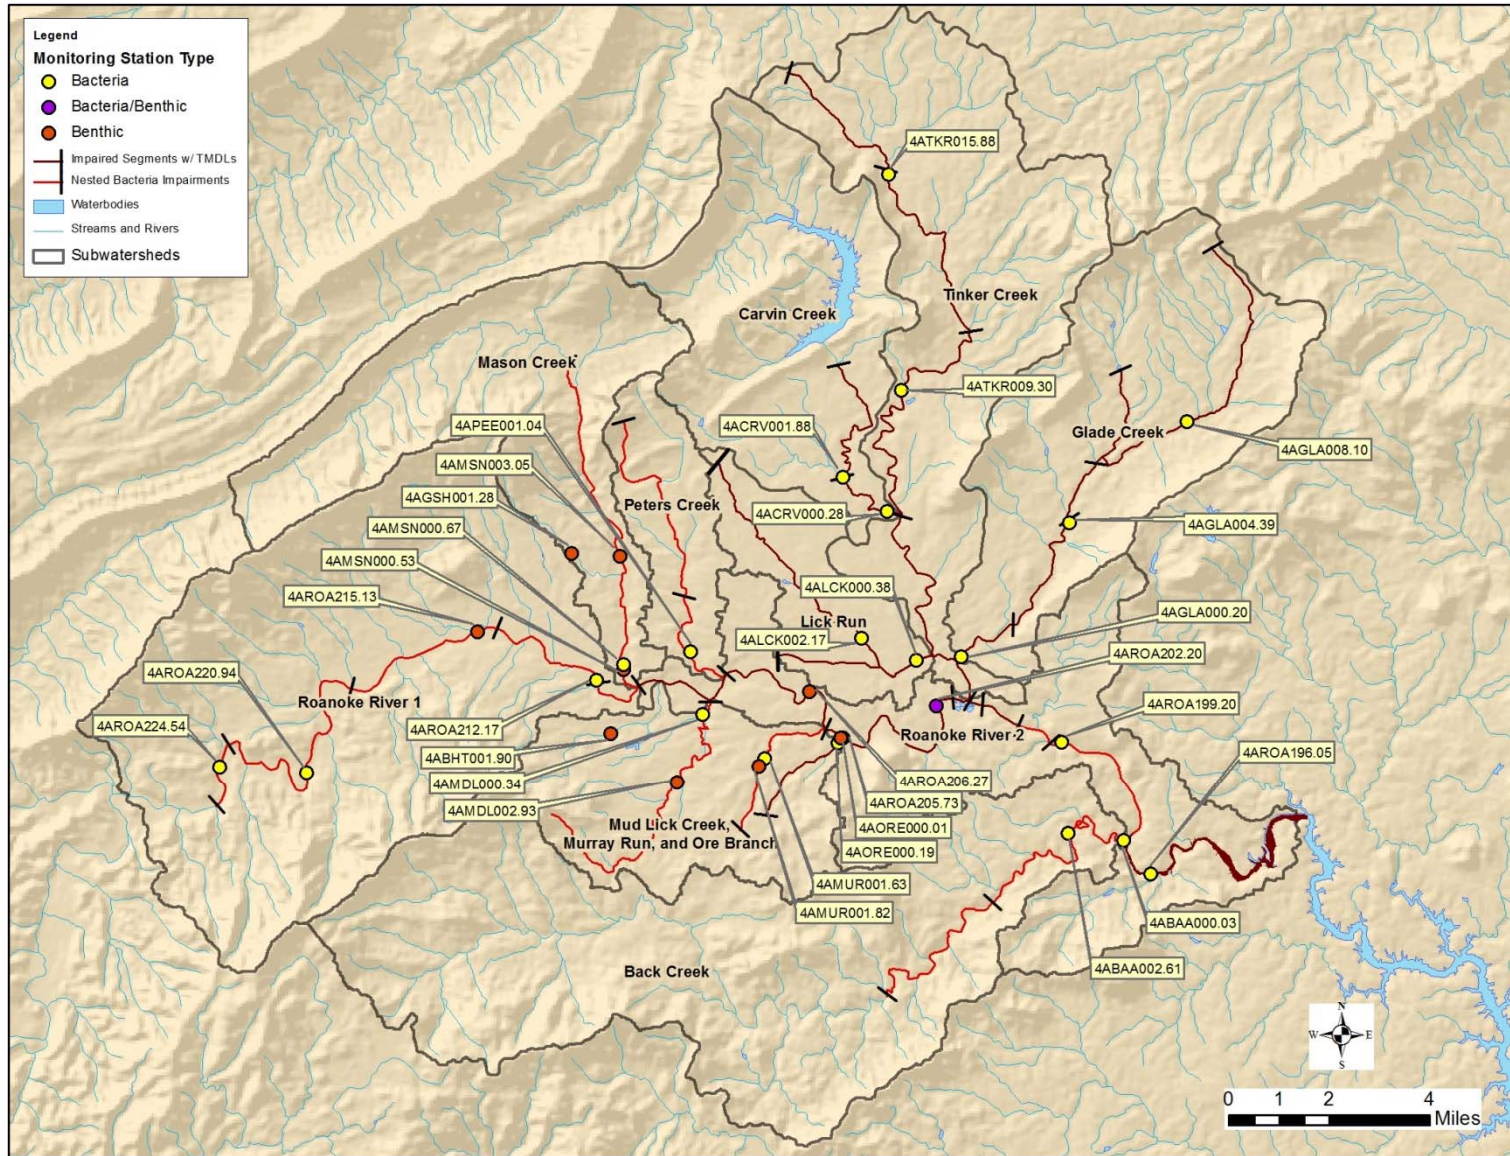 Legend
Monitoring Station Type
Bacteria
Bacteria/Benthic
Benthic
Impaired Segments w/ TMDLs
Nested Bacteria Impairments
Waterbodies
Streams and Rivers
Subwatersheds
4ATKR015.88
Tinker Creek
Carvin Creek
Mason Creek
4ATKR009.30
4APEE001.04
4ACRV001.88
Glade Creek
4AGLA008.10
4AMSN003.05
4AGSH001.28
Peters Creek
4ACRV000.28
4AGLA004.39
4AMSN000.67
4AMSN000.53
4AROA215.13
4ALCK000.38
4AGLA000.20
Lick Run
4ALCK002.17
4AROA202.20
4AROA220.94
Roanoke River 1
4AROA199.20
4AROA224.54
4AROA212.17
Roanoke River 2
4AROA196.05
4ABHT001.90
4AMDL000.34
4AROA206.27
4AMDL002.93
4AROA205.73
Mud Lick Creek,
Murray Run, and Ore Branch
4AORE000.01
4AORE000.19
4AMUR001.63
4AMUR001.82
4ABAA000.03
Back Creek
4ABAA002.61
N
W
E
S
0 1 2 4
Miles